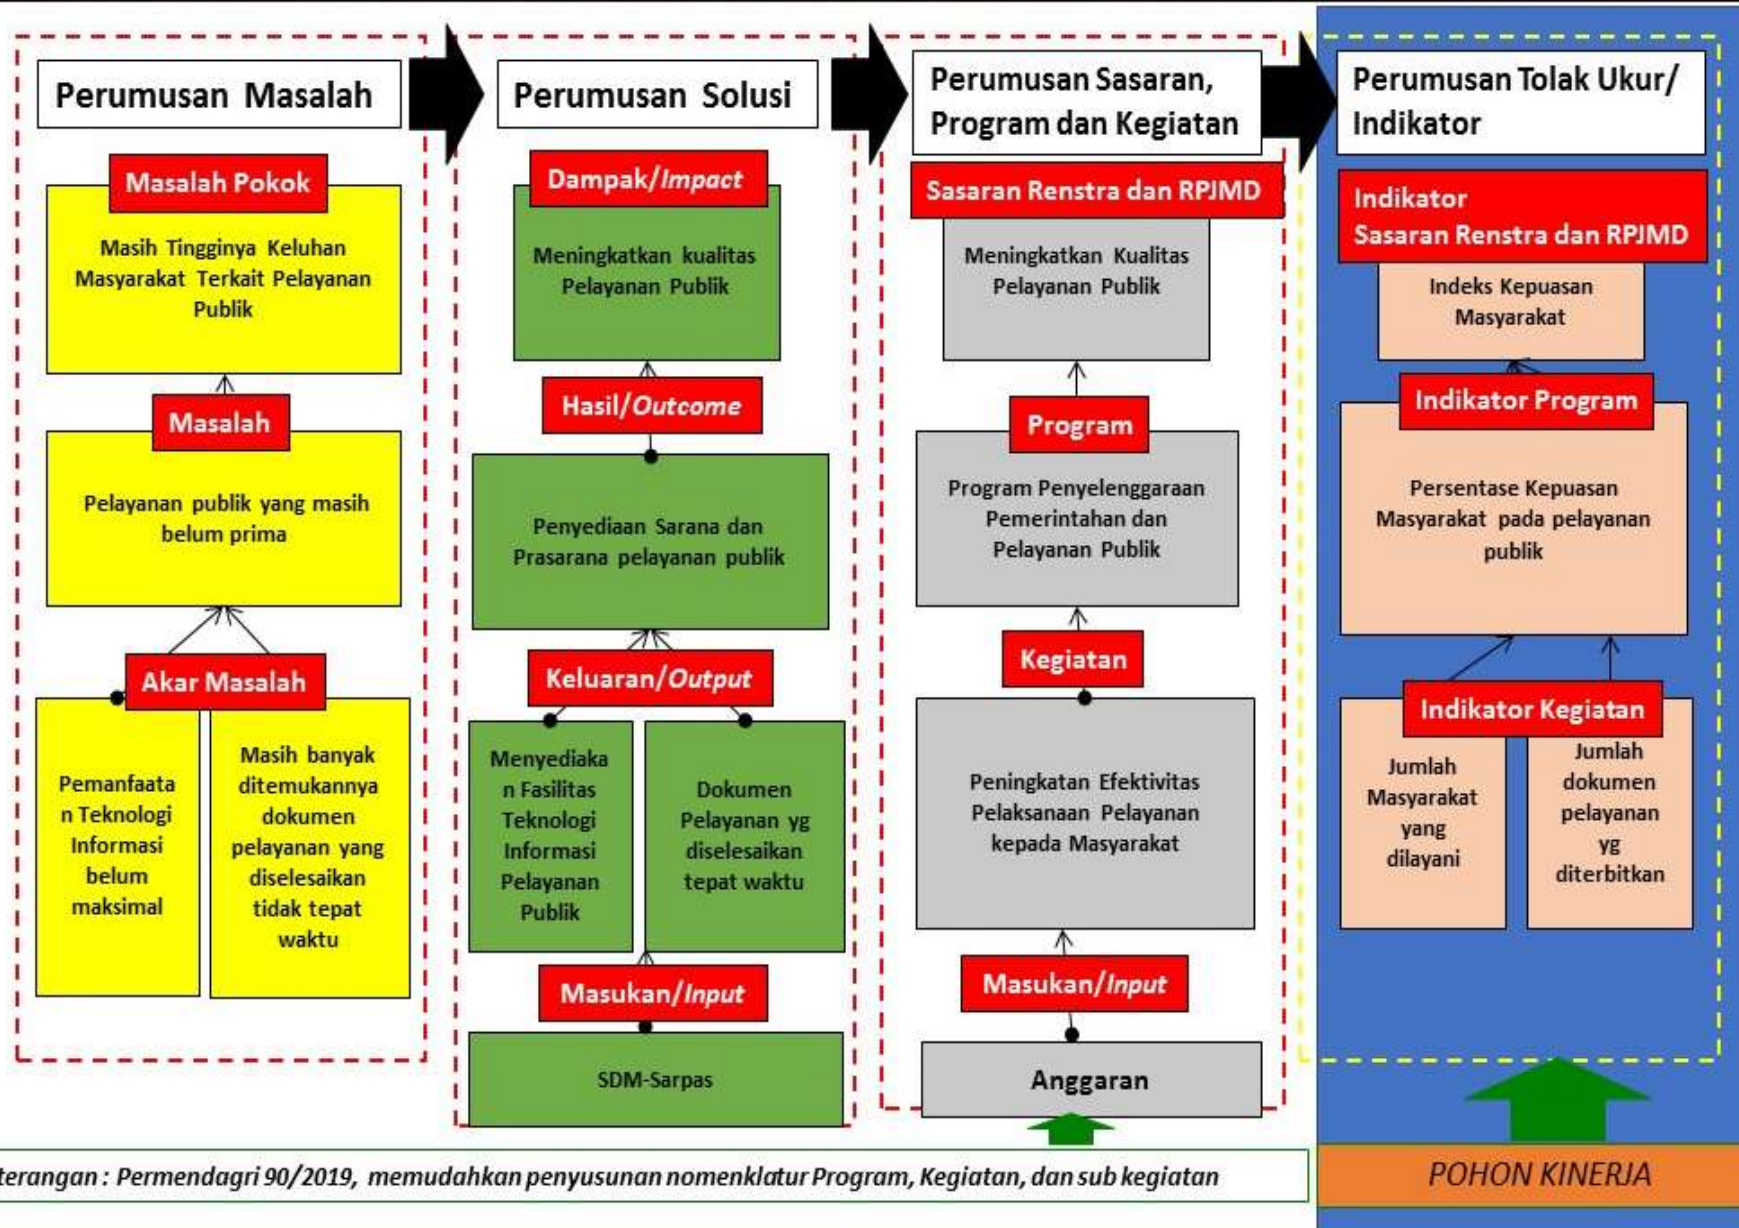 Perumusan Masalah
Masalah Pokok
Masih Tingginya Keluhan
Masyarakat Terkait Pelayanan
Publik
Masalah
Pelayanan publik yang masih
belum prima
Akar Masalah
Pemanfaata
n Teknologi
Informasi
belum
maksimal
Masih banyak
ditemukannya
dokumen
pelayanan yang
diselesaikan
tidak tepat
waktu
Perumusan Solusi
Dampak/Impact
Meningkatkan kualitas
Pelayanan Publik
Hasil/Outcome
Penyediaan Sarana dan
Prasarana pelayanan publik
Keluaran/Output
Menyediaka
n Fasilitas
Teknologi
Informasi
Pelayanan
Publik
Dokumen
Pelayanan yg
diselesaikan
tepat waktu
Masukan/Input
SDM-Sarpas
Perumusan Sasaran,
Program dan Kegiatan
Sasaran Renstra dan RPJMD
Meningkatkan Kualitas
Pelayanan Publik
Program
Program Penyelenggaraan
Pemerintahan dan
Pelayanan Publik
Kegiatan
Peningkatan Efektivitas
Pelaksanaan Pelayanan
kepada Masyarakat
Masukan/Input
Anggaran
Perumusan Tolak Ukur/
Indikator
Indikator
Sasaran Renstra dan RPJMD
Indeks Kepuasan
Masyarakat
Indikator Program
Persentase Kepuasan
Masyarakat pada pelayanan
publik
Indikator Kegiatan
Jumlah
Masyarakat
yang
dilayani
Jumlah
dokumen
pelayanan
yg
diterbitkan
terangan : Permendagri 90/2019, memudahkan penyusunan nomenklatur Program, Kegiatan, dan sub kegiatan
POHON KINERJA